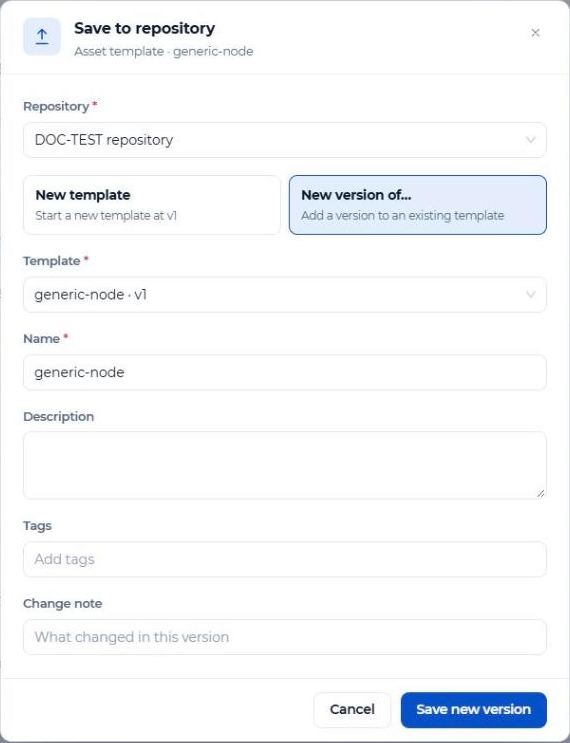 Save to repository
Asset template · generic-node
Repository *
DOC-TEST repository
New template
Start a new template at v1
New version of...
Add a version to an existing template
Template *
generic-node · v1
Name *
generic-node
Description
Tags
Add tags
Change note
What changed in this version
Cancel
Save new version